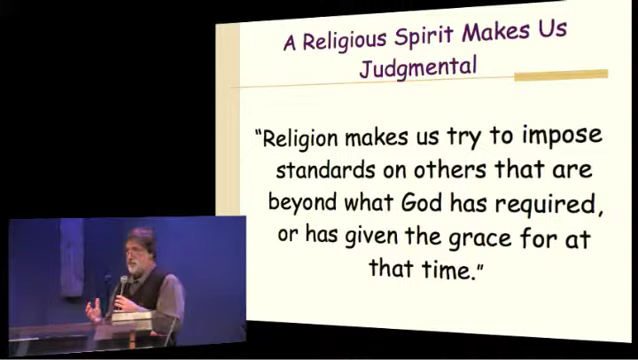 A Religious Spirit Makes Us
Judgmental
“Religion makes us try to impose
standards on others that are
beyond what God has required,
or has given the grace for at
that time.”